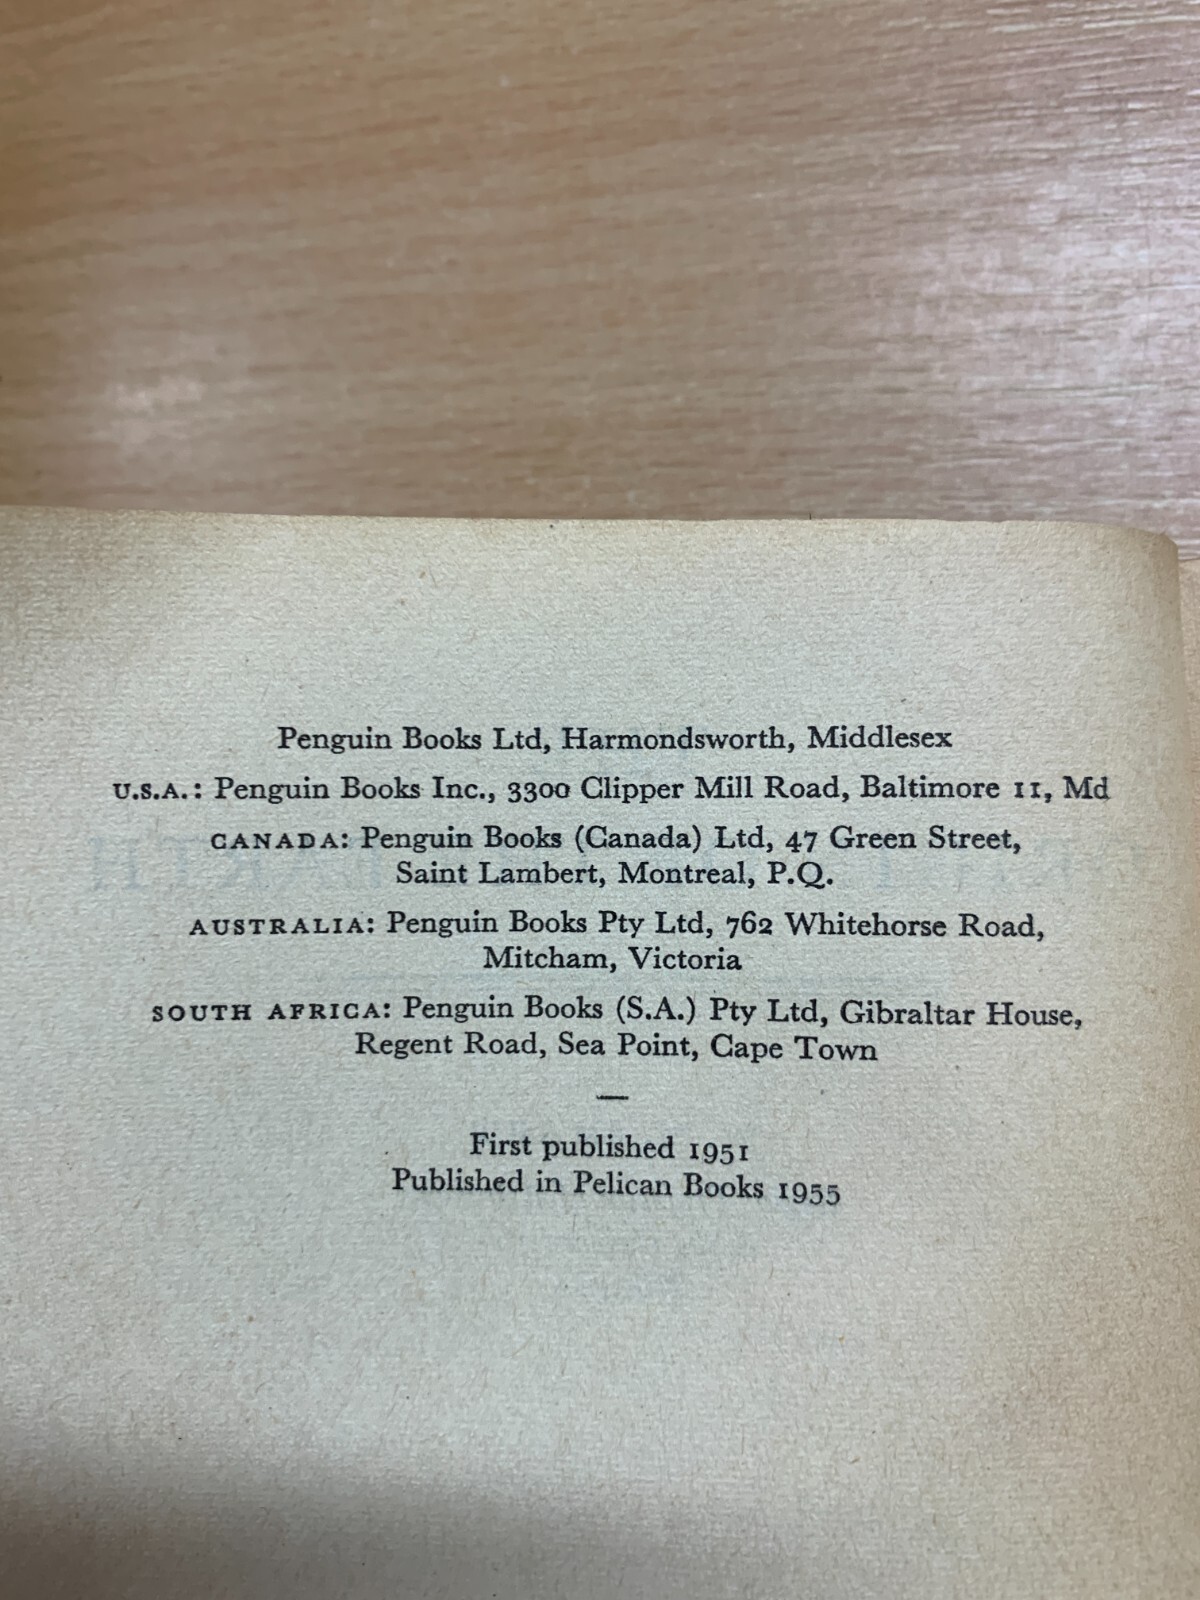 Penguin Books Ltd, Harmondsworth, Middlesex
U.S.A.: Penguin Books Inc., 3300 Clipper Mill Road, Baltimore 11, Md
CANADA: Penguin Books (Canada) Ltd, 47 Green Street,
Saint Lambert, Montreal, P.Q.
AUSTRALIA: Penguin Books Pty Ltd, 762 Whitehorse Road,
Mitcham, Victoria
SOUTH AFRICA: Penguin Books (S.A.) Pty Ltd, Gibraltar House,
Regent Road, Sea Point, Cape Town
—
First published 1951
Published in Pelican Books 1955